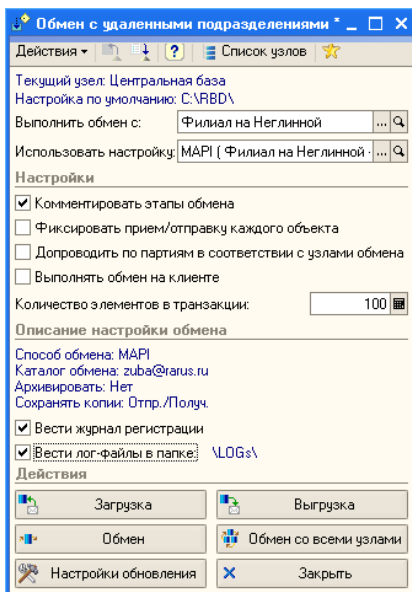 Обмен с удаленными подразделениями *
Действия ? Список узлов
Текущий узел: Центральная база
Настройка по умолчанию: C:\RBD\
Выполнить обмен с: Филиал на Неглинной ...
Использовать настройку: MAPI ( Филиал на Неглинной - ...
Настройки
Комментировать этапы обмена
Фиксировать прием/отправку каждого объекта
Допроводить по партиям в соответствии с узлами обмена
Выполнять обмен на клиенте
Количество элементов в транзакции: 100
Описание настройки обмена
Способ обмена: MAPI
Каталог обмена: zuba@rarus.ru
Архивировать: Нет
Сохранять копии: Отпр./Получ.
Вести журнал регистрации
Вести лог-файлы в папке: \LOGs\
Действия
Загрузка Выгрузка
Обмен Обмен со всеми узлами
Настройки обновления Закрыть